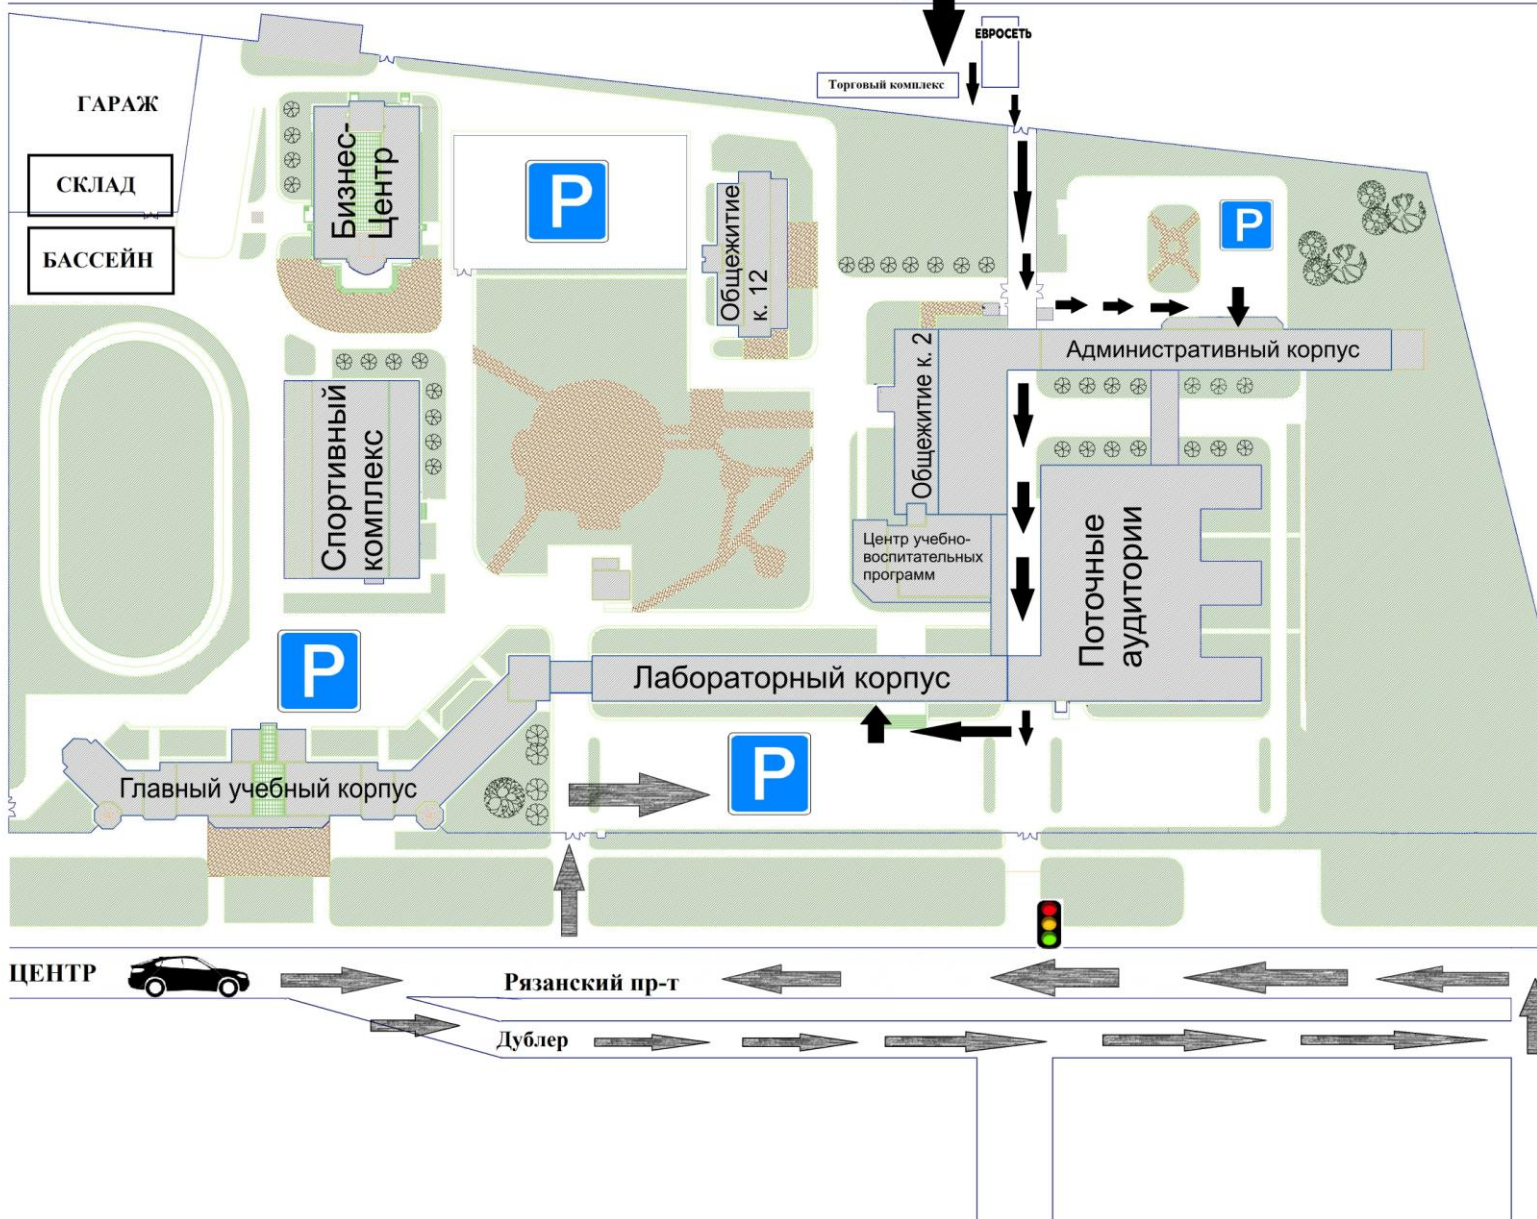 ЕВРОСЕТЬ
Торговый комплекс
ГАРАЖ
СКЛАД
БАССЕЙН
Бизнес-
Центр
P
Общежитие
к. 12
P
Административный корпус
Общежитие к. 2
Спортивный
комплекс
Центр учебно-
воспитательных
программ
Поточные
аудитории
P
Лабораторный корпус
P
Главный учебный корпус
ЦЕНТР
Рязанский пр-т
Дублер